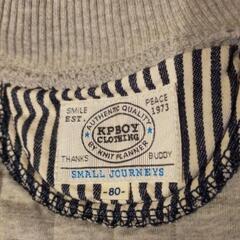 SMILE PEACE
EST. 1973
AUTHENTIC QUALITY
KPBOY
CLOTHING
BY KNIT PLANNER
THANKS BUDDY
SMALL JOURNEYS
-80-